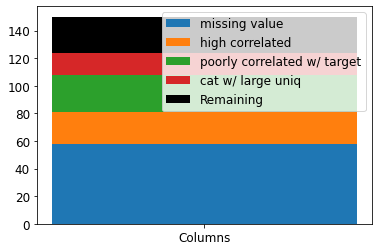 140
120
100
80
60
40
20
0
missing value
high correlated
poorly correlated w/ target
cat w/ large uniq
Remaining
Columns